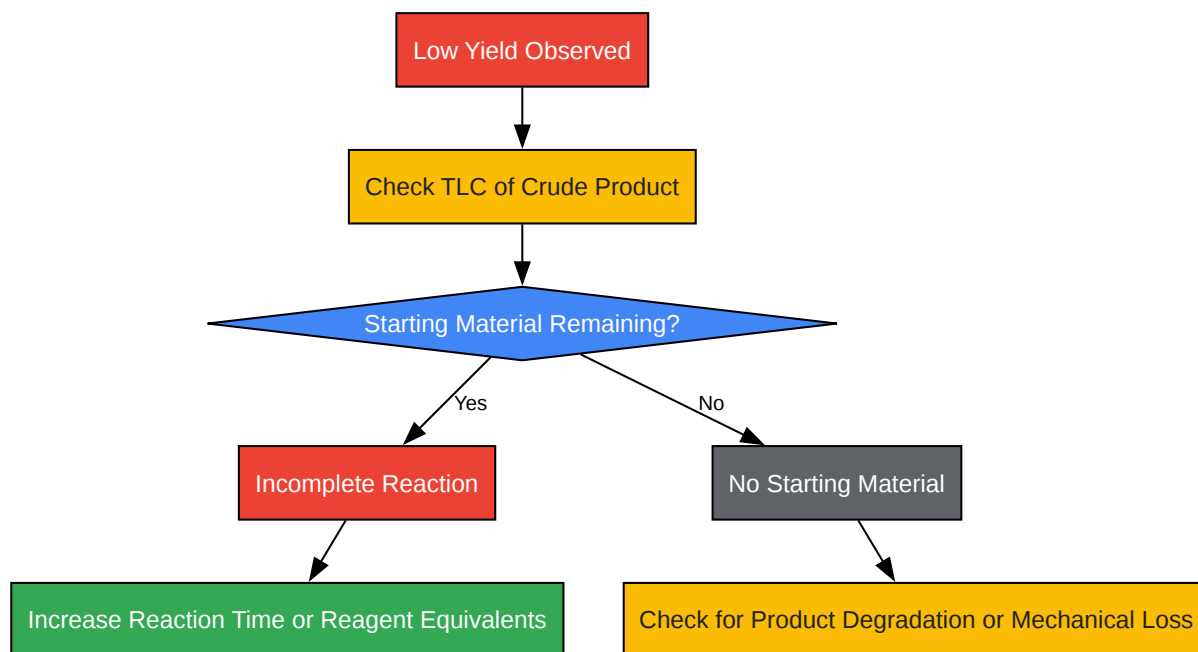 Low Yield Observed
Check TLC of Crude Product
Starting Material Remaining?
Yes
No
Incomplete Reaction
No Starting Material
Increase Reaction Time or Reagent Equivalents
Check for Product Degradation or Mechanical Loss